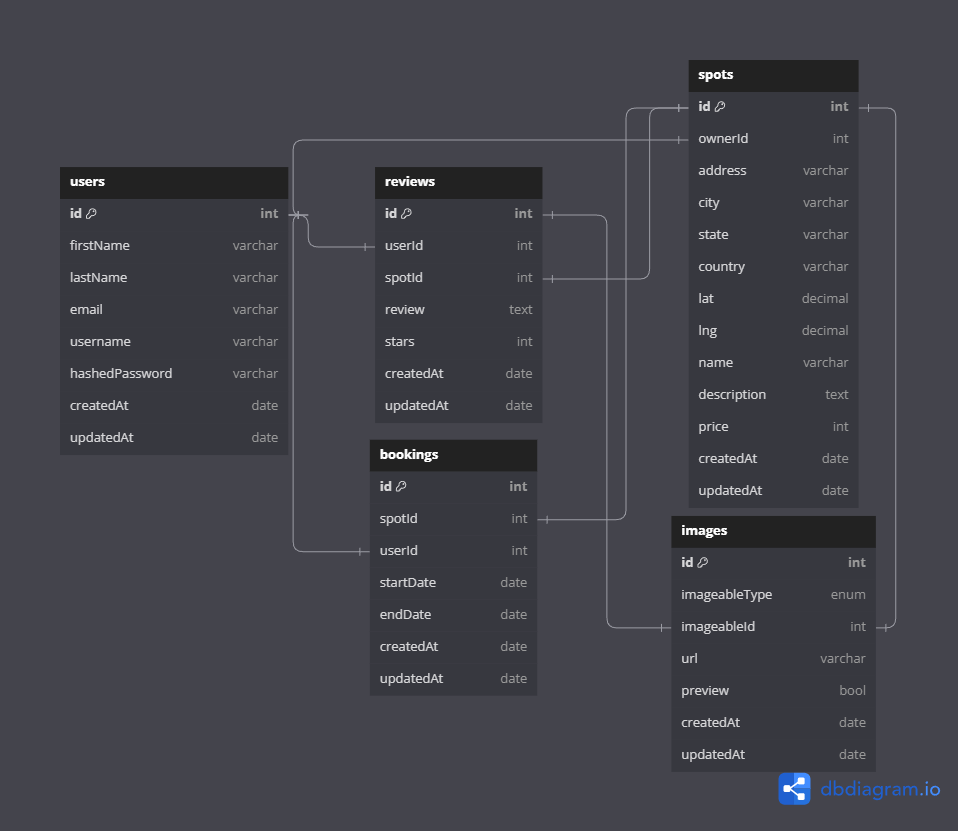 users
id int
firstName varchar
lastName varchar
email varchar
username varchar
hashedPassword varchar
createdAt date
updatedAt date
reviews
id int
userId int
spotId int
review text
stars int
createdAt date
updatedAt date
bookings
id int
spotId int
userId int
startDate date
endDate date
createdAt date
updatedAt date
spots
id int
ownerId int
address varchar
city varchar
state varchar
country varchar
lat decimal
lng decimal
name varchar
description text
price int
createdAt date
updatedAt date
images
id int
imageableType enum
imageableId int
url varchar
preview bool
createdAt date
updatedAt date
dbdiagram.io